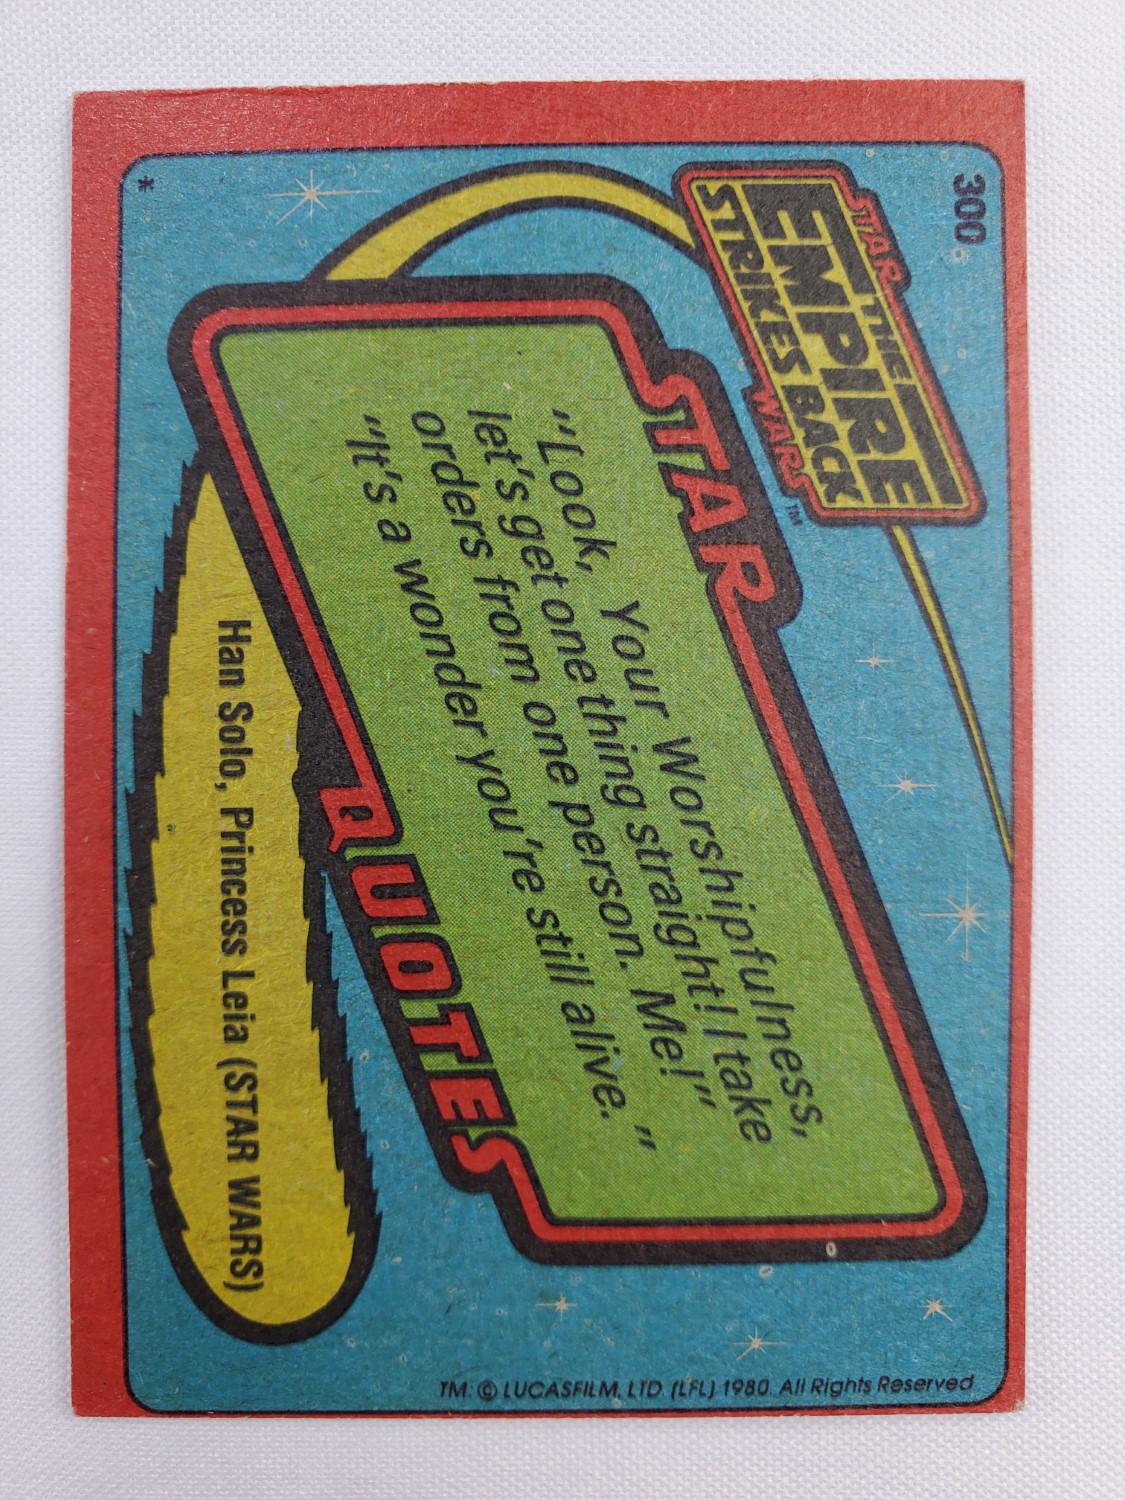 300
STAR
THE
EMPIRE
STRIKES BACK
WARS™
STAR
"Look, Your Worshipfulness,
let's get one thing straight! I take
orders from one person. Me!"
"It's a wonder you're still alive. "
QUOTES
Han Solo, Princess Leia (STAR WARS)
*
TM: © LUCASFILM, LTD. (LFL) 1980. All Rights Reserved